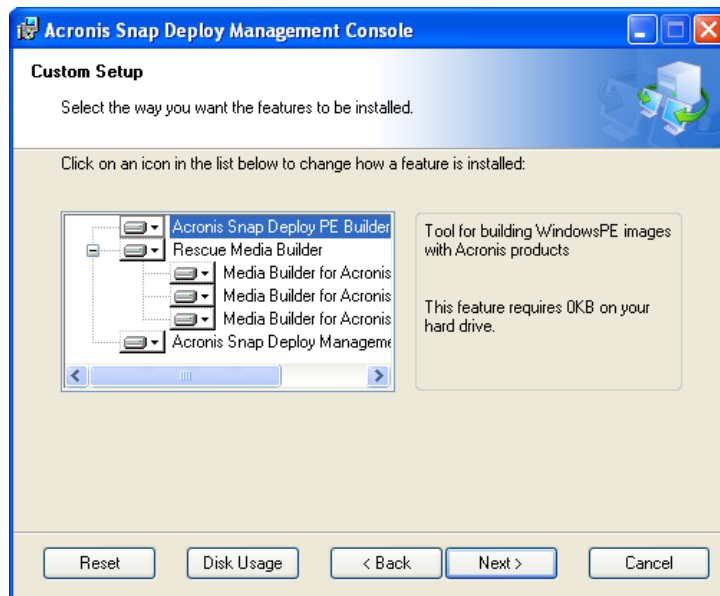 Acronis Snap Deploy Management Console
Custom Setup
Select the way you want the features to be installed.
Click on an icon in the list below to change how a feature is installed:
Acronis Snap Deploy PE Builder
Rescue Media Builder
Media Builder for Acronis
Media Builder for Acronis
Media Builder for Acronis
Acronis Snap Deploy Manageme
Tool for building WindowsPE images
with Acronis products
This feature requires 0KB on your
hard drive.
Reset
Disk Usage
< Back
Next >
Cancel